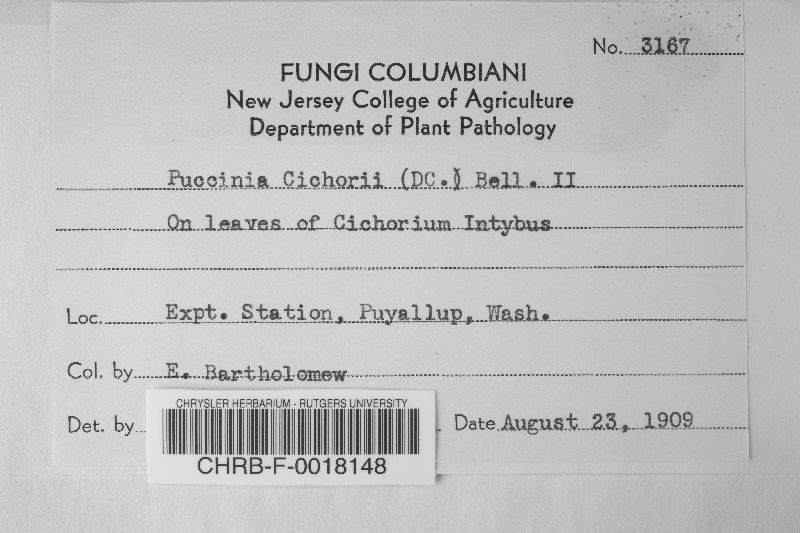 No. 3167
FUNGI COLUMBIANI
New Jersey College of Agriculture
Department of Plant Pathology
Puccinia Cichorii (DC.) Bell. II
On leaves of Cichorium Intybus
Loc. Expt. Station, Puyallup, Wash.
Col. by E. Bartholomew
Det. by Date August 23, 1909
CHRYSLER HERBARIUM - RUTGERS UNIVERSITY
CHRB-F-0018148